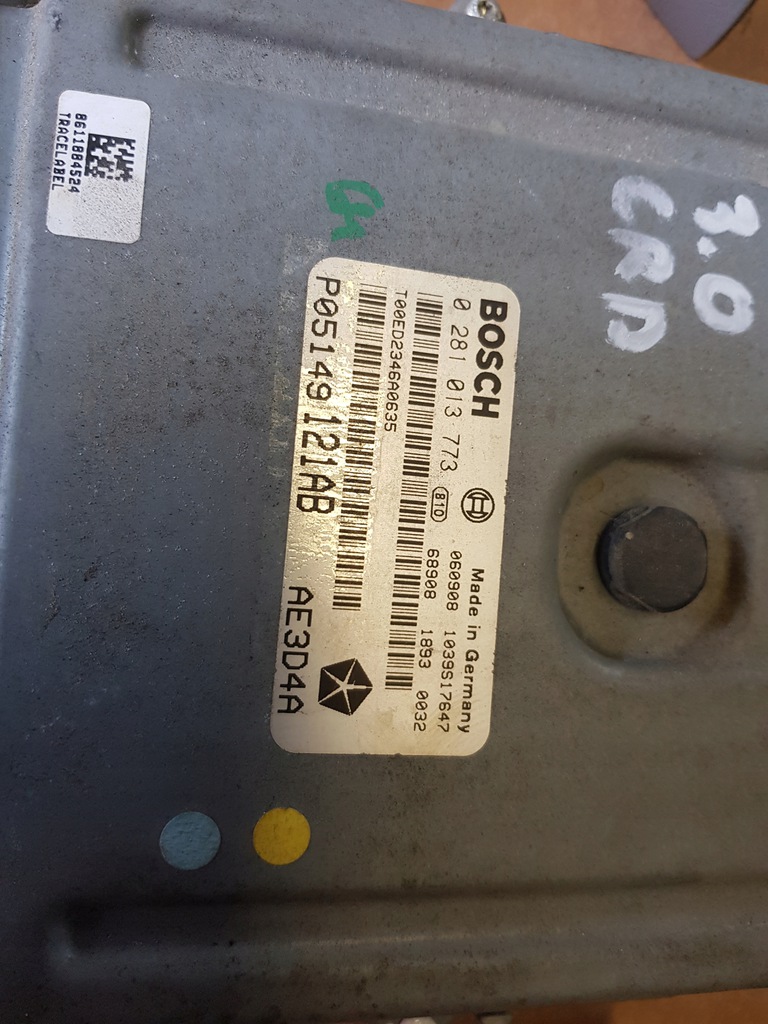 8611884524
TRACELABEL
3.0
CRD
BOSCH
0 281 013 773
B10
Made in Germany
060908 1039S17647
68908 1893 0032
T00ED2346A0635
P05149121AB AE3D4A